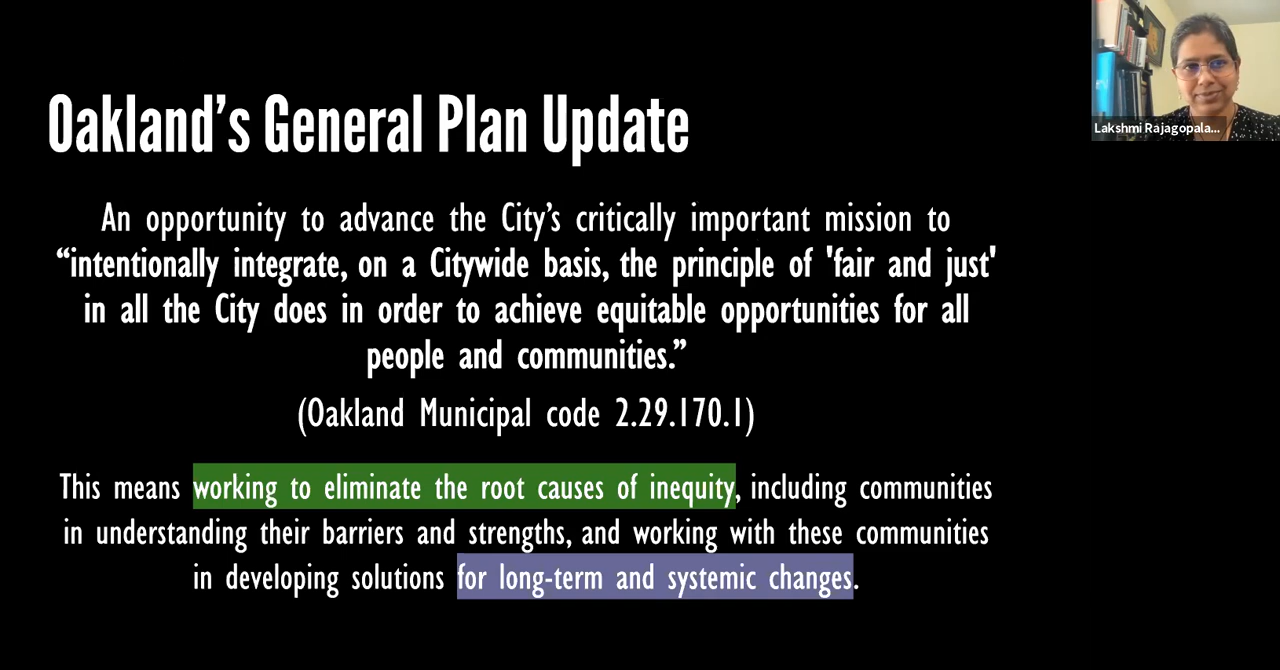 Oakland’s General Plan Update
An opportunity to advance the City’s critically important mission to
“intentionally integrate, on a Citywide basis, the principle of 'fair and just'
in all the City does in order to achieve equitable opportunities for all
people and communities.”
(Oakland Municipal code 2.29.170.1)
This means working to eliminate the root causes of inequity, including communities
in understanding their barriers and strengths, and working with these communities
in developing solutions for long-term and systemic changes.
Lakshmi Rajagopala...